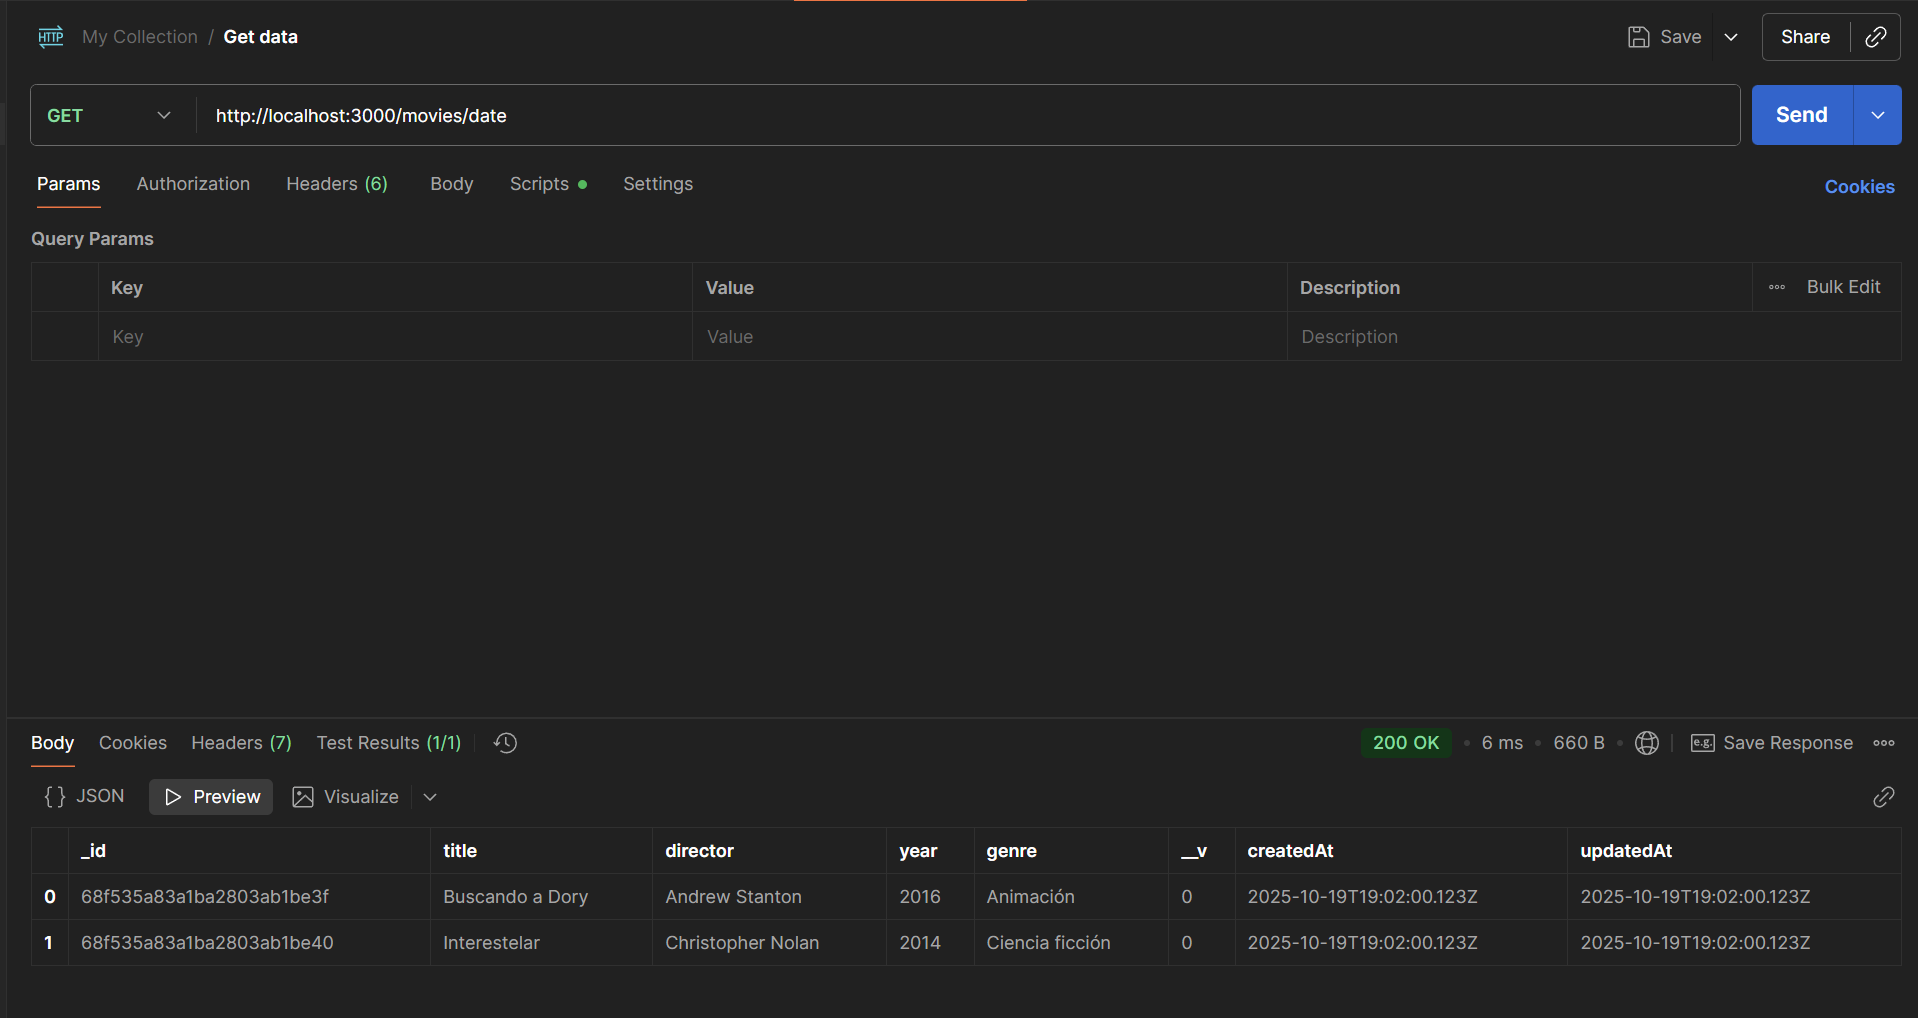 HTTP My Collection / Get data Save Share
GET http://localhost:3000/movies/date Send
Params Authorization Headers (6) Body Scripts Settings Cookies
Query Params
Key Value Description Bulk Edit
Key Value Description
Body Cookies Headers (7) Test Results (1/1) 200 OK • 6 ms • 660 B • e.g. Save Response
{} JSON Preview Visualize
_id title director year genre __v createdAt updatedAt
0 68f535a83a1ba2803ab1be3f Buscando a Dory Andrew Stanton 2016 Animación 0 2025-10-19T19:02:00.123Z 2025-10-19T19:02:00.123Z
1 68f535a83a1ba2803ab1be40 Interestelar Christopher Nolan 2014 Ciencia ficción 0 2025-10-19T19:02:00.123Z 2025-10-19T19:02:00.123Z